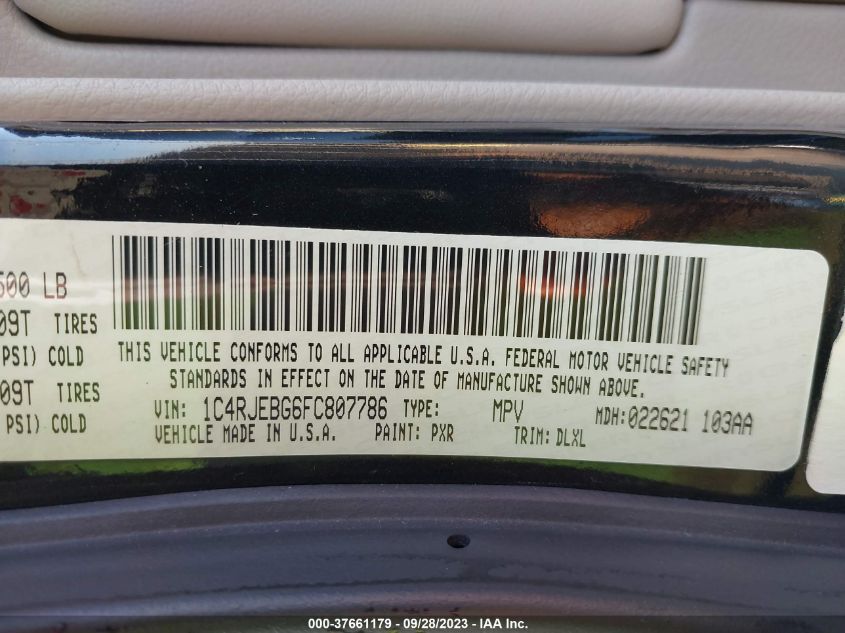 500 LB
09T TIRES
PSI) COLD
09T TIRES
PSI) COLD
THIS VEHICLE CONFORMS TO ALL APPLICABLE U.S.A. FEDERAL MOTOR VEHICLE SAFETY
STANDARDS IN EFFECT ON THE DATE OF MANUFACTURE SHOWN ABOVE.
VIN: 1C4RJEBG6FC807786 TYPE: MPV MDH:022621 103AA
VEHICLE MADE IN U.S.A. PAINT: PXR TRIM: DLXL
000-37661179 - 09/28/2023 - IAA Inc.